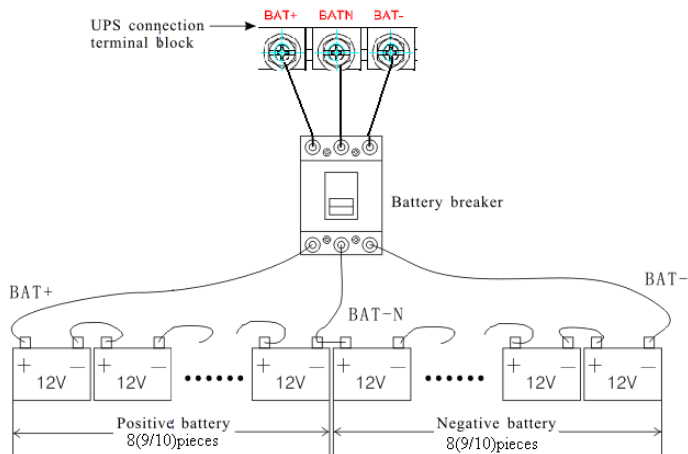 BAT+ BATN BAT-
UPS connection
terminal block
Battery breaker
BAT+
BAT-
BAT-N
+ − + − + − + − + − + −
12V 12V 12V 12V 12V 12V
Positive battery
8(9/10)pieces
Negative battery
8(9/10)pieces